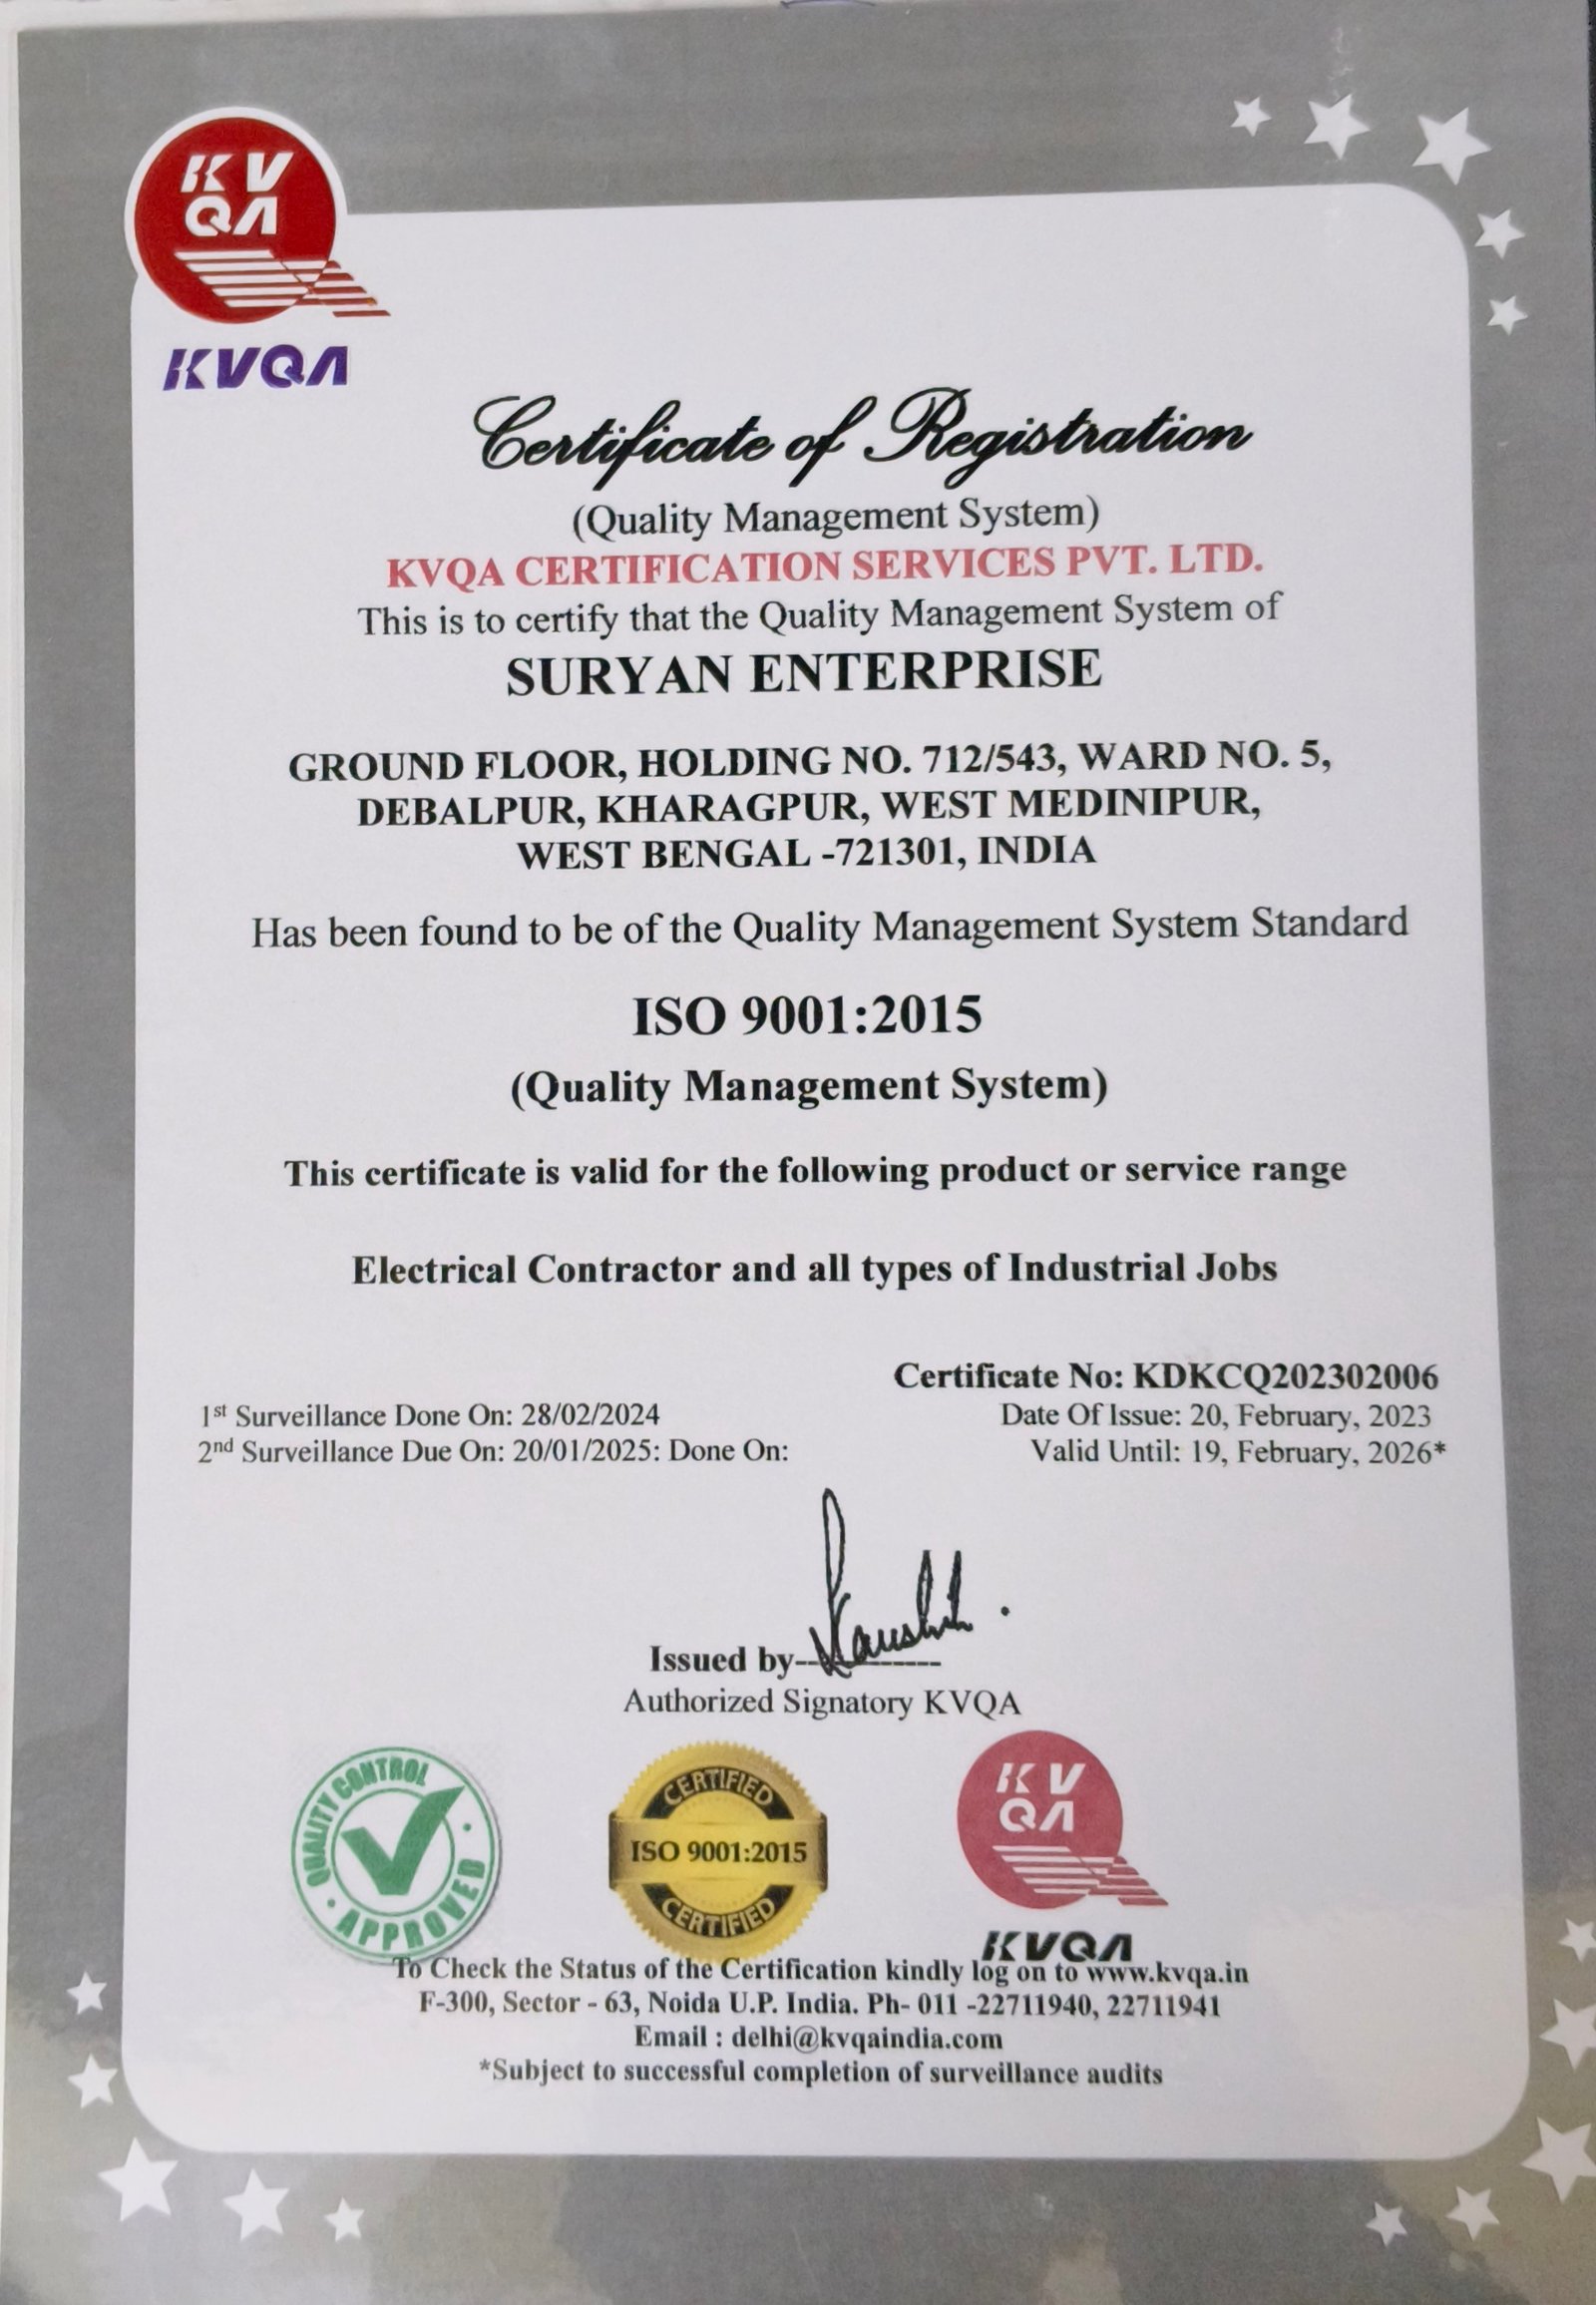 KV
QA
KVQA
Certificate of Registration
(Quality Management System)
KVQA CERTIFICATION SERVICES PVT. LTD.
This is to certify that the Quality Management System of
SURYAN ENTERPRISE
GROUND FLOOR, HOLDING NO. 712/543, WARD NO. 5,
DEBALPUR, KHARAGPUR, WEST MEDINIPUR,
WEST BENGAL -721301, INDIA
Has been found to be of the Quality Management System Standard
ISO 9001:2015
(Quality Management System)
This certificate is valid for the following product or service range
Electrical Contractor and all types of Industrial Jobs
Certificate No: KDKCQ202302006
1st Surveillance Done On: 28/02/2024
Date Of Issue: 20, February, 2023
2nd Surveillance Due On: 20/01/2025: Done On:
Valid Until: 19, February, 2026*
Kaushik
Issued by-----------
Authorized Signatory KVQA
QUALITY CONTROL
APPROVED
CERTIFIED
ISO 9001:2015
CERTIFIED
KV
QA
KVQA
To Check the Status of the Certification kindly log on to www.kvqa.in
F-300, Sector - 63, Noida U.P. India. Ph- 011 -22711940, 22711941
Email : delhi@kvqaindia.com
*Subject to successful completion of surveillance audits